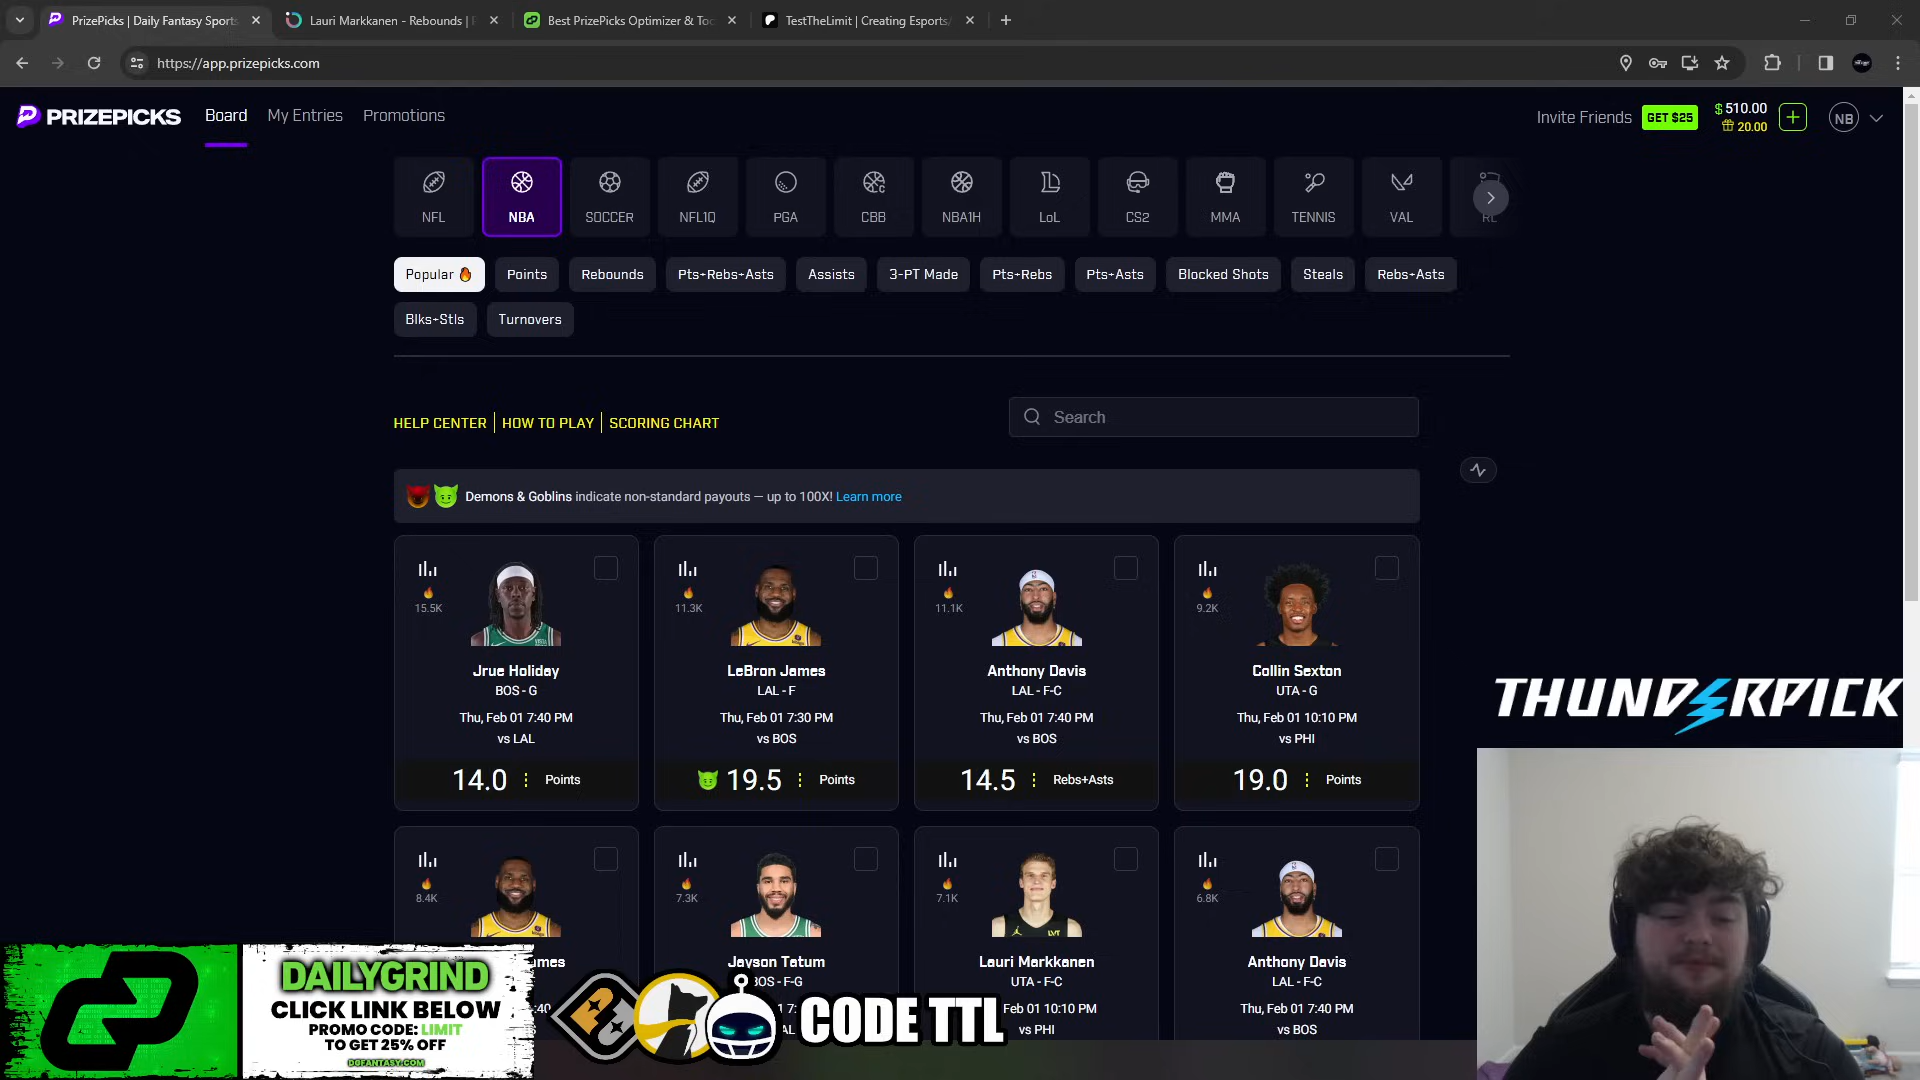 PrizePicks | Daily Fantasy Sports
Lauri Markkanen - Rebounds |
Best PrizePicks Optimizer & Too
TestTheLimit | Creating Esports/
https://app.prizepicks.com
PRIZEPICKS
Board
My Entries
Promotions
Invite Friends
GET $25
$510.00
20.00
NB
NFL
NBA
SOCCER
NFL1Q
PGA
CBB
NBA1H
LoL
CS2
MMA
TENNIS
VAL
RL
Popular
Points
Rebounds
Pts+Rebs+Asts
Assists
3-PT Made
Pts+Rebs
Pts+Asts
Blocked Shots
Steals
Rebs+Asts
Blks+Stls
Turnovers
HELP CENTER
HOW TO PLAY
SCORING CHART
Search
Demons & Goblins indicate non-standard payouts — up to 100X! Learn more
15.5K
Jrue Holiday
BOS - G
Thu, Feb 01 7:40 PM
vs LAL
14.0
Points
11.3K
LeBron James
LAL - F
Thu, Feb 01 7:30 PM
vs BOS
19.5
Points
11.1K
Anthony Davis
LAL - F-C
Thu, Feb 01 7:40 PM
vs BOS
14.5
Rebs+Asts
9.2K
Collin Sexton
UTA - G
Thu, Feb 01 10:10 PM
vs PHI
19.0
Points
8.4K
7.3K
Jayson Tatum
BOS - F-G
7.1K
Lauri Markkanen
UTA - F-C
Feb 01 10:10 PM
vs PHI
6.8K
Anthony Davis
LAL - F-C
Thu, Feb 01 7:40 PM
vs BOS
THUNDERPICK
DAILYGRIND
CLICK LINK BELOW
PROMO CODE: LIMIT
TO GET 25% OFF
DGFANTASY.COM
CODE TTL